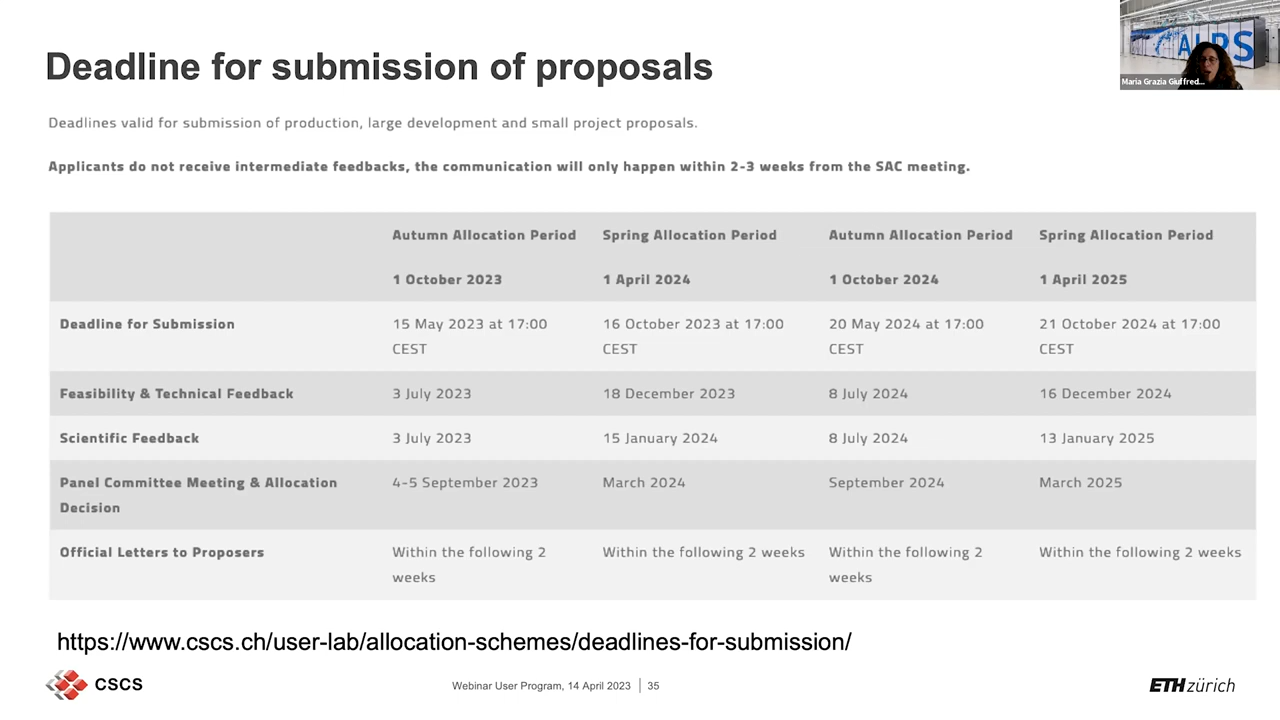 Deadline for submission of proposals
ALPS
Maria Grazia Giuffred...
Deadlines valid for submission of production, large development and small project proposals.
Applicants do not receive intermediate feedbacks, the communication will only happen within 2-3 weeks from the SAC meeting.
Autumn Allocation Period Spring Allocation Period Autumn Allocation Period Spring Allocation Period
1 October 2023 1 April 2024 1 October 2024 1 April 2025
Deadline for Submission 15 May 2023 at 17:00 16 October 2023 at 17:00 20 May 2024 at 17:00 21 October 2024 at 17:00
CEST CEST CEST CEST
Feasibility & Technical Feedback 3 July 2023 18 December 2023 8 July 2024 16 December 2024
Scientific Feedback 3 July 2023 15 January 2024 8 July 2024 13 January 2025
Panel Committee Meeting & Allocation 4-5 September 2023 March 2024 September 2024 March 2025
Decision
Official Letters to Proposers Within the following 2 Within the following 2 weeks Within the following 2 Within the following 2 weeks
weeks weeks
https://www.cscs.ch/user-lab/allocation-schemes/deadlines-for-submission/
CSCS Webinar User Program, 14 April 2023 35 ETH zürich